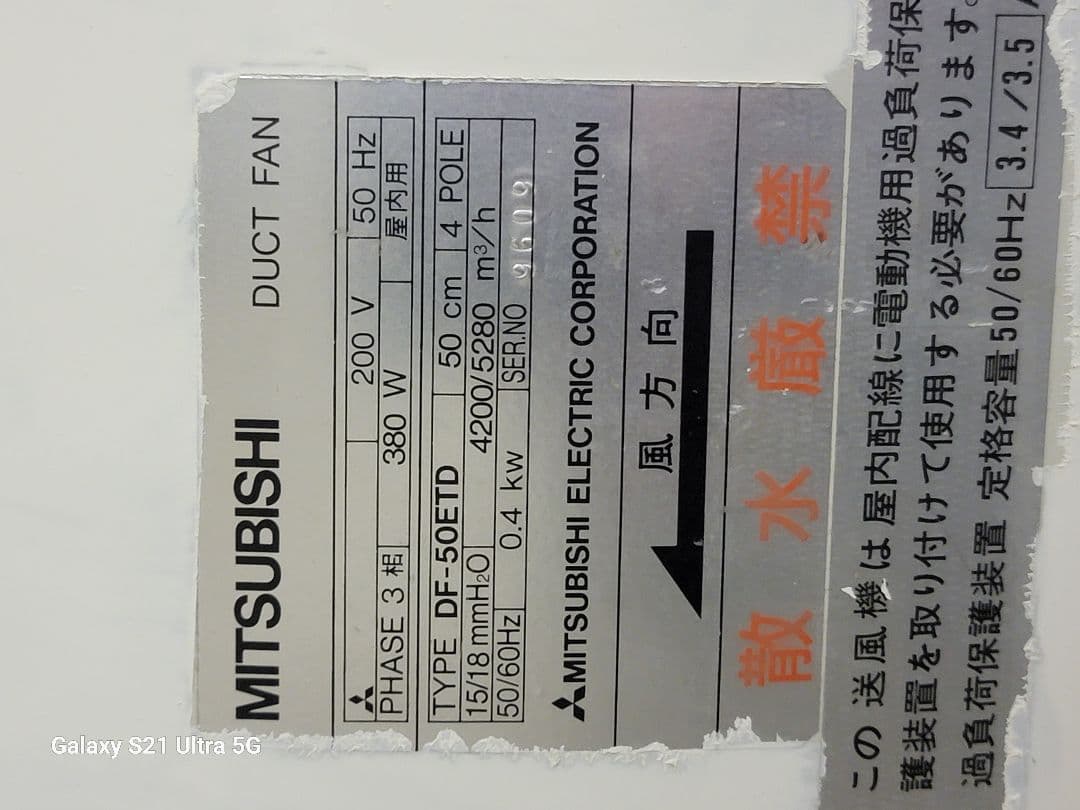 MITSUBISHI DUCT FAN
200 V 50 Hz
PHASE 3 相 380 W 屋内用
TYPE DF-50ETD 50 cm 4 POLE
15/18 mmH₂O 4200/5280 m³/h
50/60Hz 0.4 kw SER.NO 9609
MITSUBISHI ELECTRIC CORPORATION
風方向
散水厳禁
この送風機は屋内配線に電動機用過負荷保
護装置を取り付けて使用する必要があります。
過負荷保護装置 定格容量50/60Hz 3.4/3.5
Galaxy S21 Ultra 5G